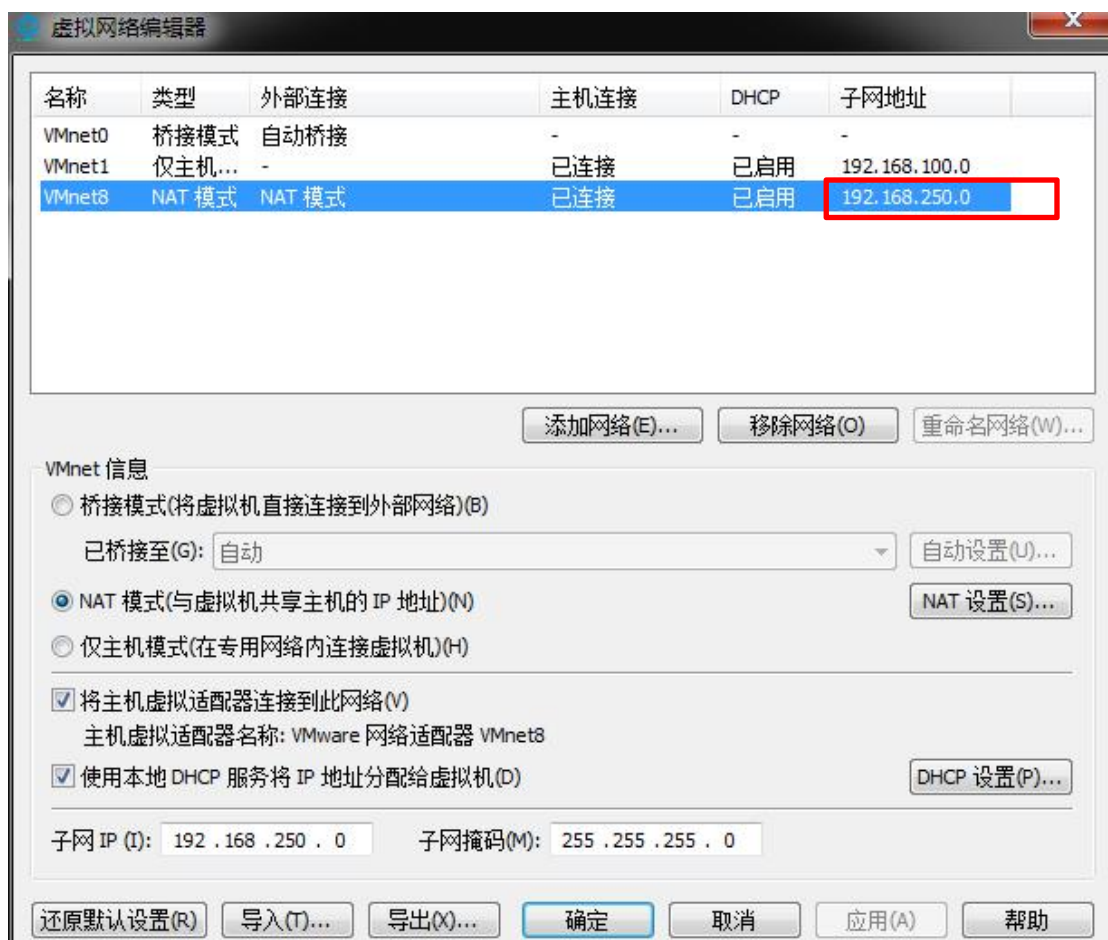 虚拟网络编辑器
名称 类型 外部连接 主机连接 DHCP 子网地址
VMnet0 桥接模式 自动桥接 - - -
VMnet1 仅主机... - 已连接 已启用 192.168.100.0
VMnet8 NAT 模式 NAT 模式 已连接 已启用 192.168.250.0
添加网络(E)... 移除网络(O) 重命名网络(W)...
VMnet 信息
桥接模式(将虚拟机直接连接到外部网络)(B)
已桥接至(G): 自动 自动设置(U)...
NAT 模式(与虚拟机共享主机的 IP 地址)(N) NAT 设置(S)...
仅主机模式(在专用网络内连接虚拟机)(H)
将主机虚拟适配器连接到此网络(V)
主机虚拟适配器名称: VMware 网络适配器 VMnet8
使用本地 DHCP 服务将 IP 地址分配给虚拟机(D) DHCP 设置(P)...
子网 IP (I): 192 . 168 . 250 . 0 子网掩码(M): 255 . 255 . 255 . 0
还原默认设置(R) 导入(T)... 导出(X)... 确定 取消 应用(A) 帮助